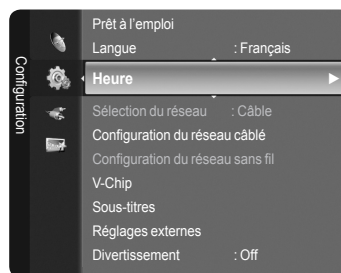 Configuration
Prêt à l'emploi
Langue : Français
Heure
Sélection du réseau : Câble
Configuration du réseau câblé
Configuration du réseau sans fil
V-Chip
Sous-titres
Réglages externes
Divertissement : Off